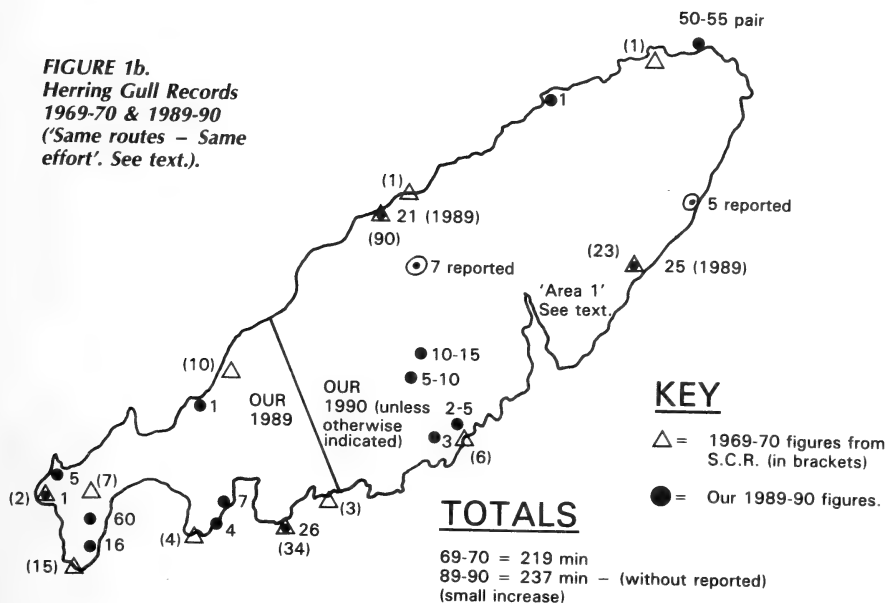 FIGURE 1b.
Herring Gull Records
1969-70 & 1989-90
('Same routes – Same
effort'. See text.).
50-55 pair
(1)
1
(1)
21 (1989)
(90)
5 reported
7 reported
(23)
25 (1989)
'Area 1'
See text.
(10)
1
OUR
1989
OUR
1990 (unless
otherwise
indicated)
10-15
5-10
2-5
3
(6)
5
(7)
(2)
1
60
16
(15)
7
4
(4)
26
(34)
(3)
KEY
△ = 1969-70 figures from
S.C.R. (in brackets)
● = Our 1989-90 figures.
TOTALS
69-70 = 219 min
89-90 = 237 min – (without reported)
(small increase)